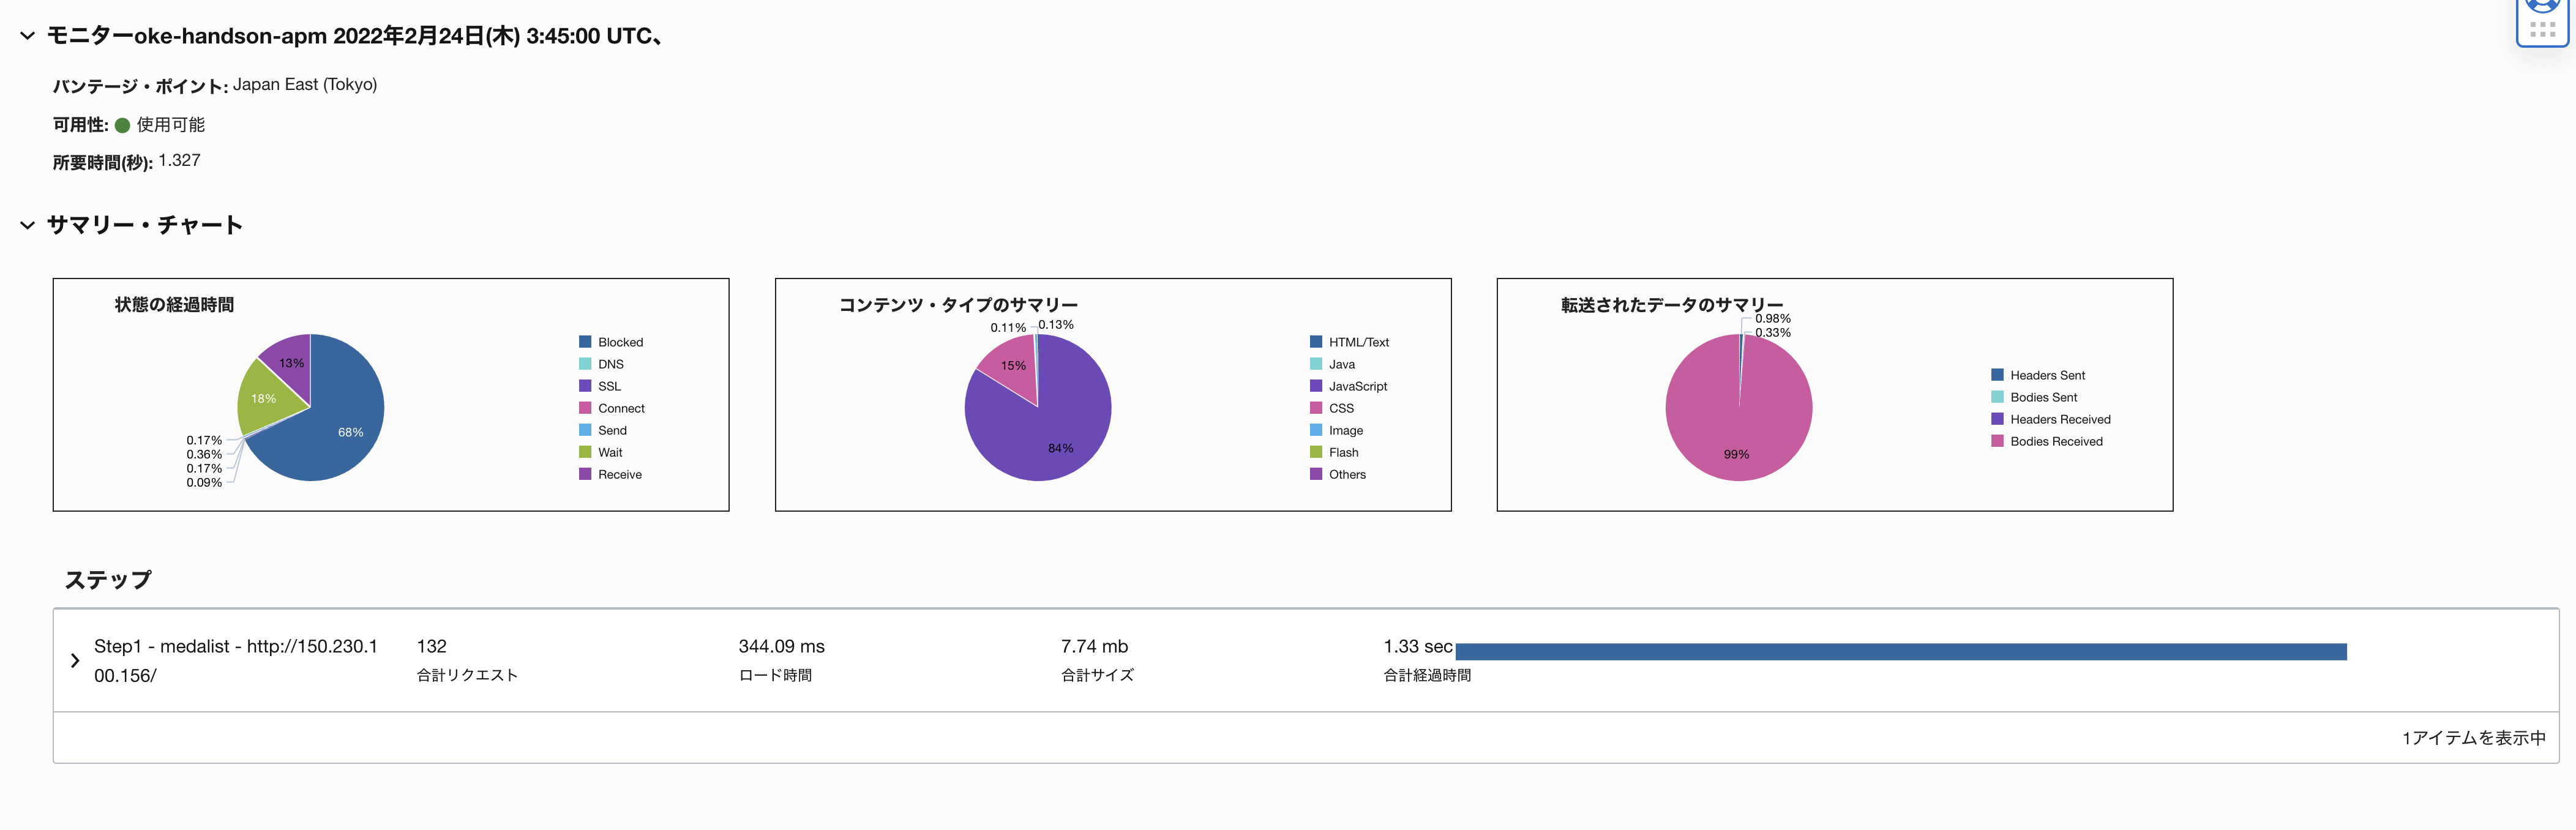 モニターoke-handson-apm 2022年2月24日(木) 3:45:00 UTC、
バンテージ・ポイント: Japan East (Tokyo)
可用性: 使用可能
所要時間(秒): 1.327
サマリー・チャート
状態の経過時間
13%
18%
68%
0.17%
0.36%
0.17%
0.09%
Blocked
DNS
SSL
Connect
Send
Wait
Receive
コンテンツ・タイプのサマリー
0.11%
0.13%
15%
84%
HTML/Text
Java
JavaScript
CSS
Image
Flash
Others
転送されたデータのサマリー
0.98%
0.33%
99%
Headers Sent
Bodies Sent
Headers Received
Bodies Received
ステップ
Step1 - medalist - http://150.230.1
00.156/
132
合計リクエスト
344.09 ms
ロード時間
7.74 mb
合計サイズ
1.33 sec
合計経過時間
1アイテムを表示中